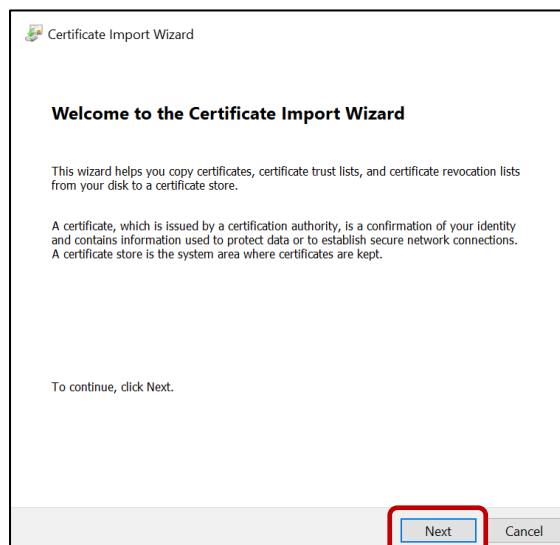 Certificate Import Wizard
Welcome to the Certificate Import Wizard
This wizard helps you copy certificates, certificate trust lists, and certificate revocation lists
from your disk to a certificate store.
A certificate, which is issued by a certification authority, is a confirmation of your identity
and contains information used to protect data or to establish secure network connections.
A certificate store is the system area where certificates are kept.
To continue, click Next.
Next
Cancel